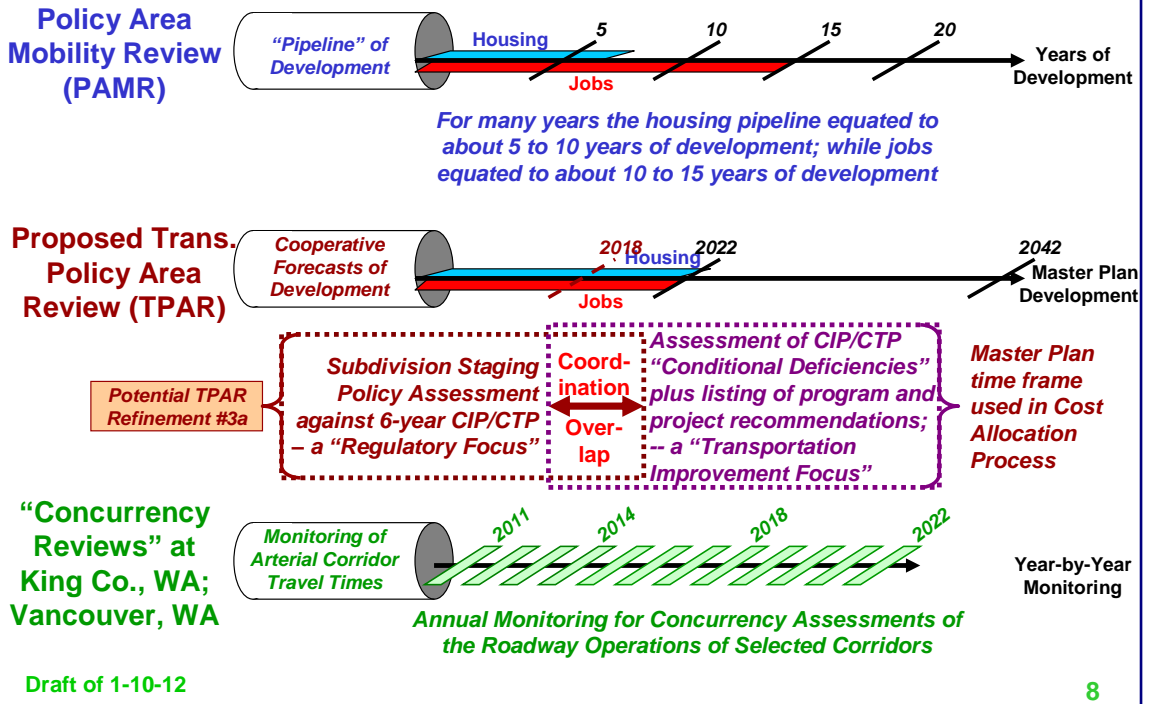 Policy Area
Mobility Review
(PAMR)
“Pipeline” of
Development
Housing
5
10
15
20
Jobs
Years of
Development
For many years the housing pipeline equated to
about 5 to 10 years of development; while jobs
equated to about 10 to 15 years of development
Proposed Trans.
Policy Area
Review (TPAR)
Cooperative
Forecasts of
Development
2018
Housing
2022
2042
Jobs
Master Plan
Development
Potential TPAR
Refinement #3a
Subdivision Staging
Policy Assessment
against 6-year CIP/CTP
– a “Regulatory Focus”
Coord-
ination
Over-
lap
Assessment of CIP/CTP
“Conditional Deficiencies”
plus listing of program and
project recommendations;
-- a “Transportation
Improvement Focus”
Master Plan
time frame
used in Cost
Allocation
Process
“Concurrency
Reviews” at
King Co., WA;
Vancouver, WA
Monitoring of
Arterial Corridor
Travel Times
2011
2014
2018
2022
Year-by-Year
Monitoring
Annual Monitoring for Concurrency Assessments of
the Roadway Operations of Selected Corridors
Draft of 1-10-12
8